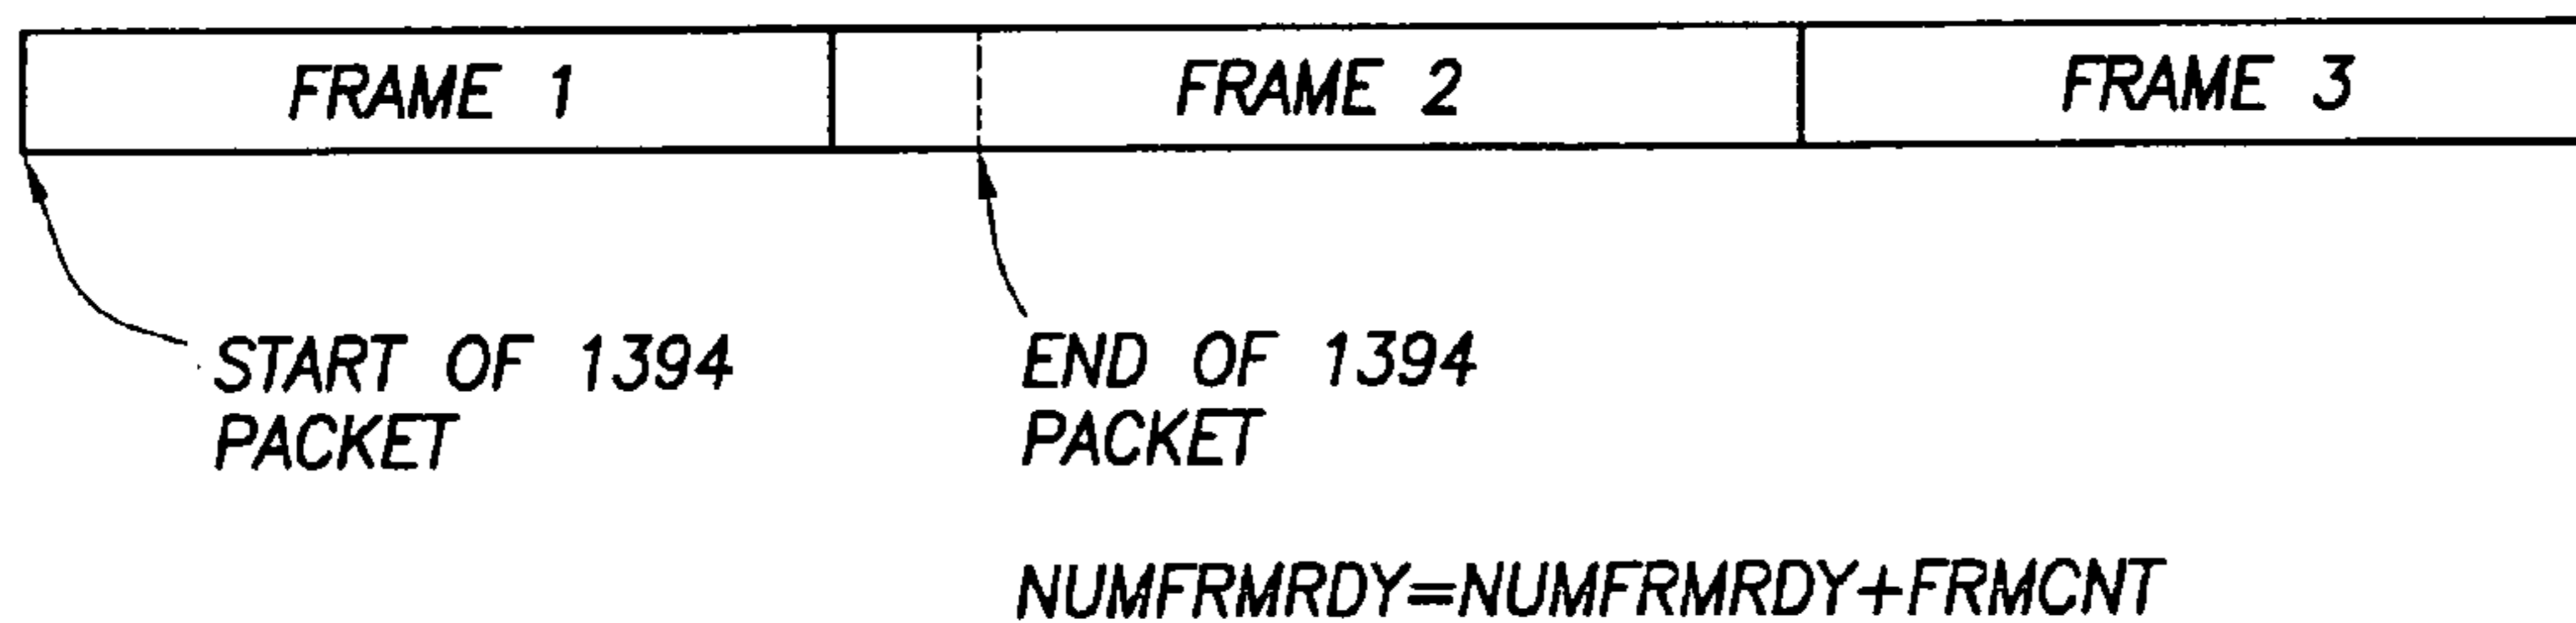 FRAME 1 FRAME 2 FRAME 3
START OF 1394
PACKET
END OF 1394
PACKET
NUMFRMRDY=NUMFRMRDY+FRMCNT